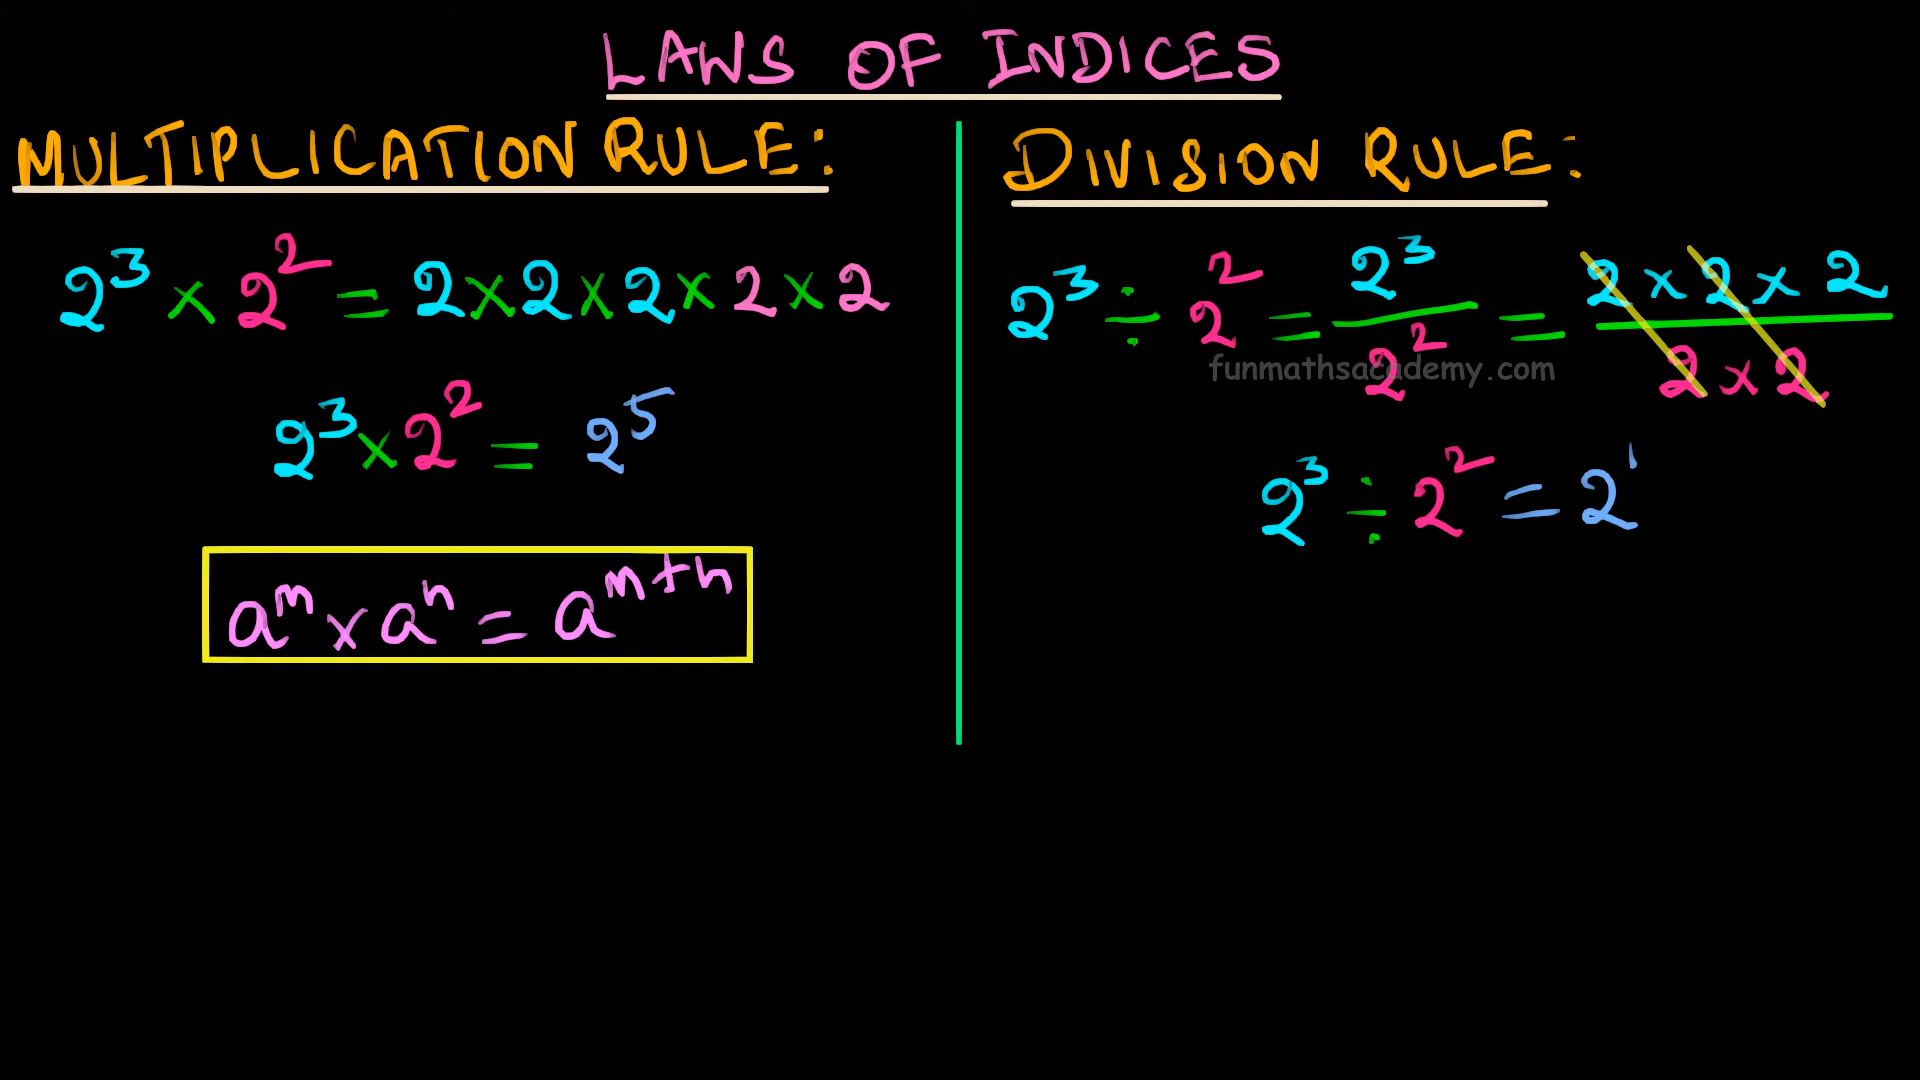 LAWS OF INDICES
MULTIPLICATION RULE:
2³ × 2² = 2 × 2 × 2 × 2 × 2
2³ × 2² = 2⁵
aᵐ × aⁿ = aᵐ⁺ⁿ
DIVISION RULE:
2³ ÷ 2² = 2³/2² = 2 × 2 × 2/2 × 2
funmathsacademy.com
2³ ÷ 2² = 2¹